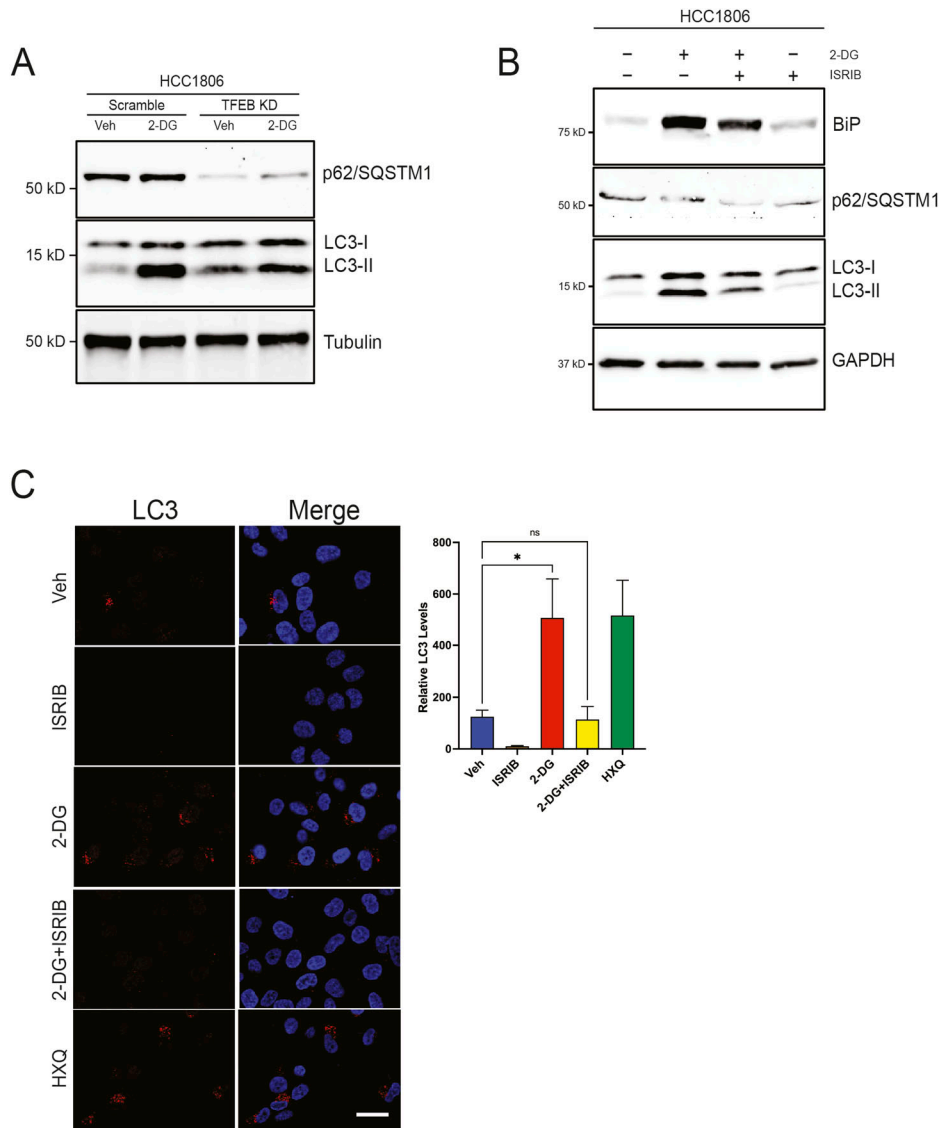 A
HCC1806
Scramble TFEB KD
Veh 2-DG Veh 2-DG
50 kD p62/SQSTM1
15 kD LC3-I
LC3-II
50 kD Tubulin
B
HCC1806
- + + - 2-DG
- - + + ISRIB
75 kD BiP
50 kD p62/SQSTM1
LC3-I
15 kD LC3-II
37 kD GAPDH
C
LC3 Merge
Veh
ISRIB
2-DG
2-DG+ISRIB
HXQ
ns
*
Relative LC3 Levels
800
600
400
200
0
Veh
ISRIB
2-DG
2-DG+ISRIB
HXQ